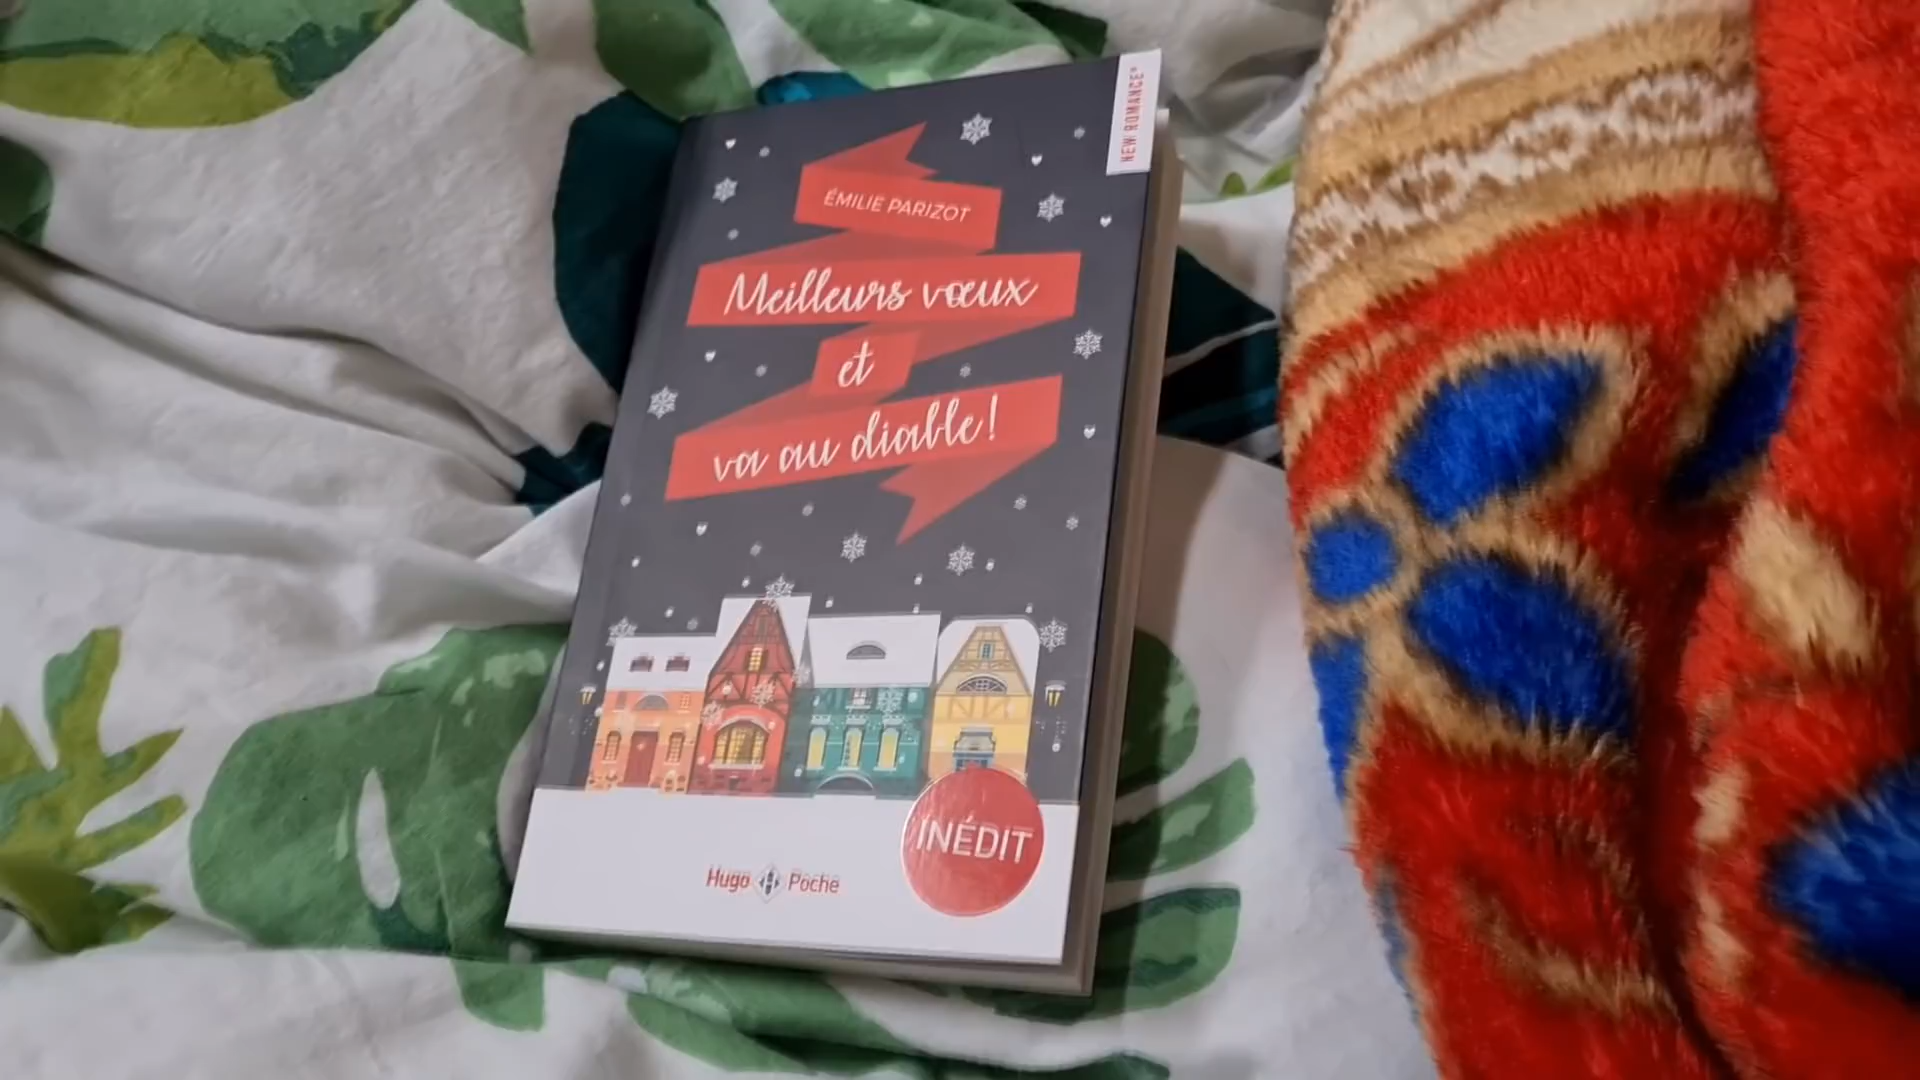 NEW ROMANCE®
ÉMILIE PARIZOT
Meilleurs vœux
et
va au diable!
INÉDIT
Hugo Poche